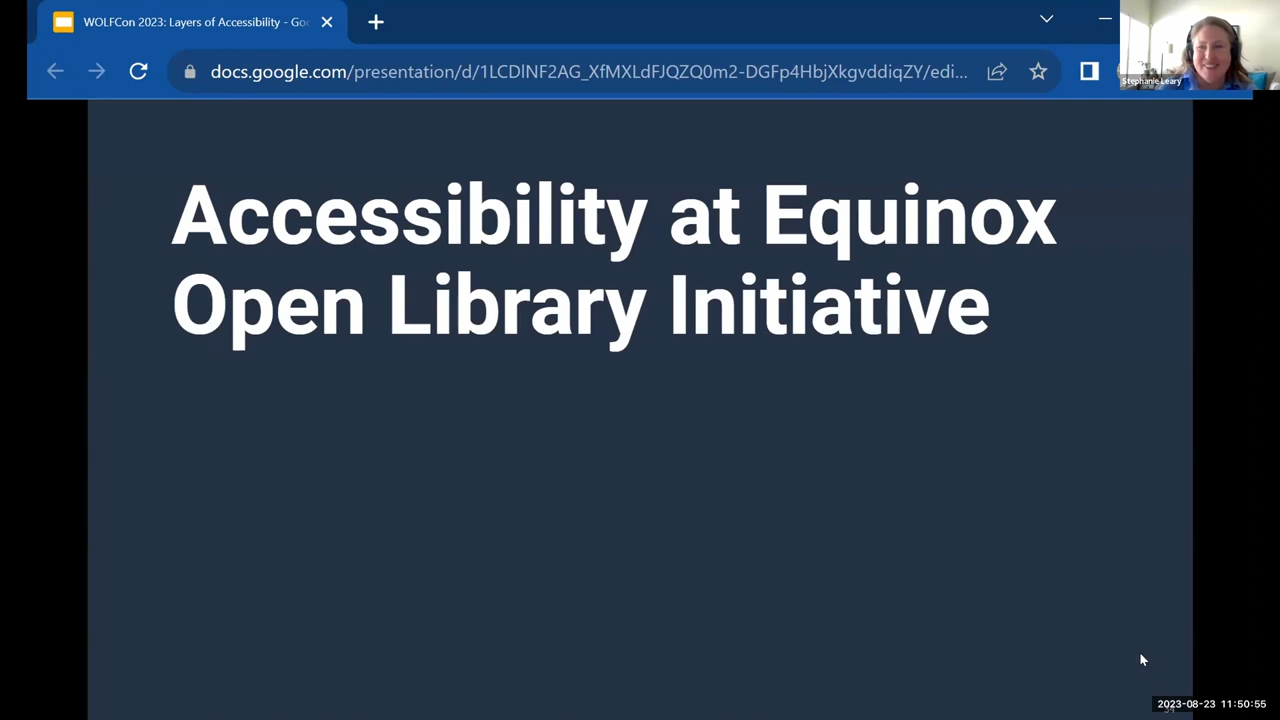 WOLFCon 2023: Layers of Accessibility - Goo
docs.google.com/presentation/d/1LCDlNF2AG_XfMXLdFJQZQ0m2-DGFp4HbjXkgvddiqZY/edi...
Stephanie Leary
Accessibility at Equinox
Open Library Initiative
2023-08-23 11:50:55